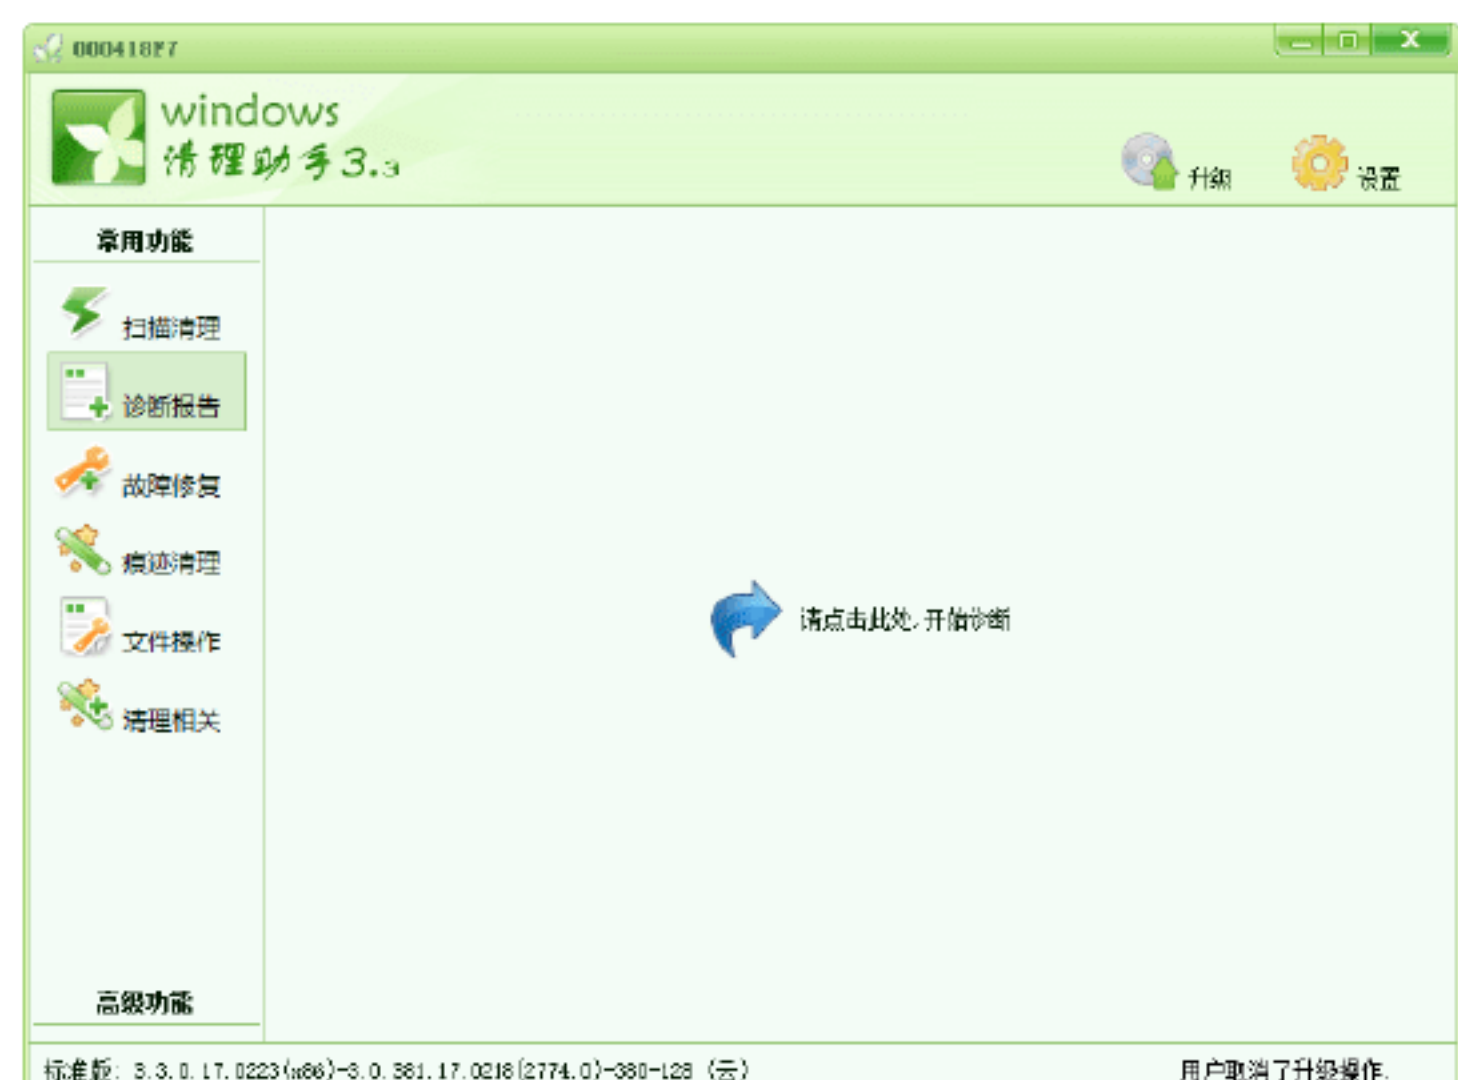 000418F7
windows
清理助手3.3
升级
设置
常用功能
扫描清理
诊断报告
故障修复
痕迹清理
文件操作
清理相关
请点击此处,开始诊断
高级功能
标准版: 3.3.0.17.0223(x86)-3.0.381.17.0218(2774.0)-380-128 (云)
用户取消了升级操作.